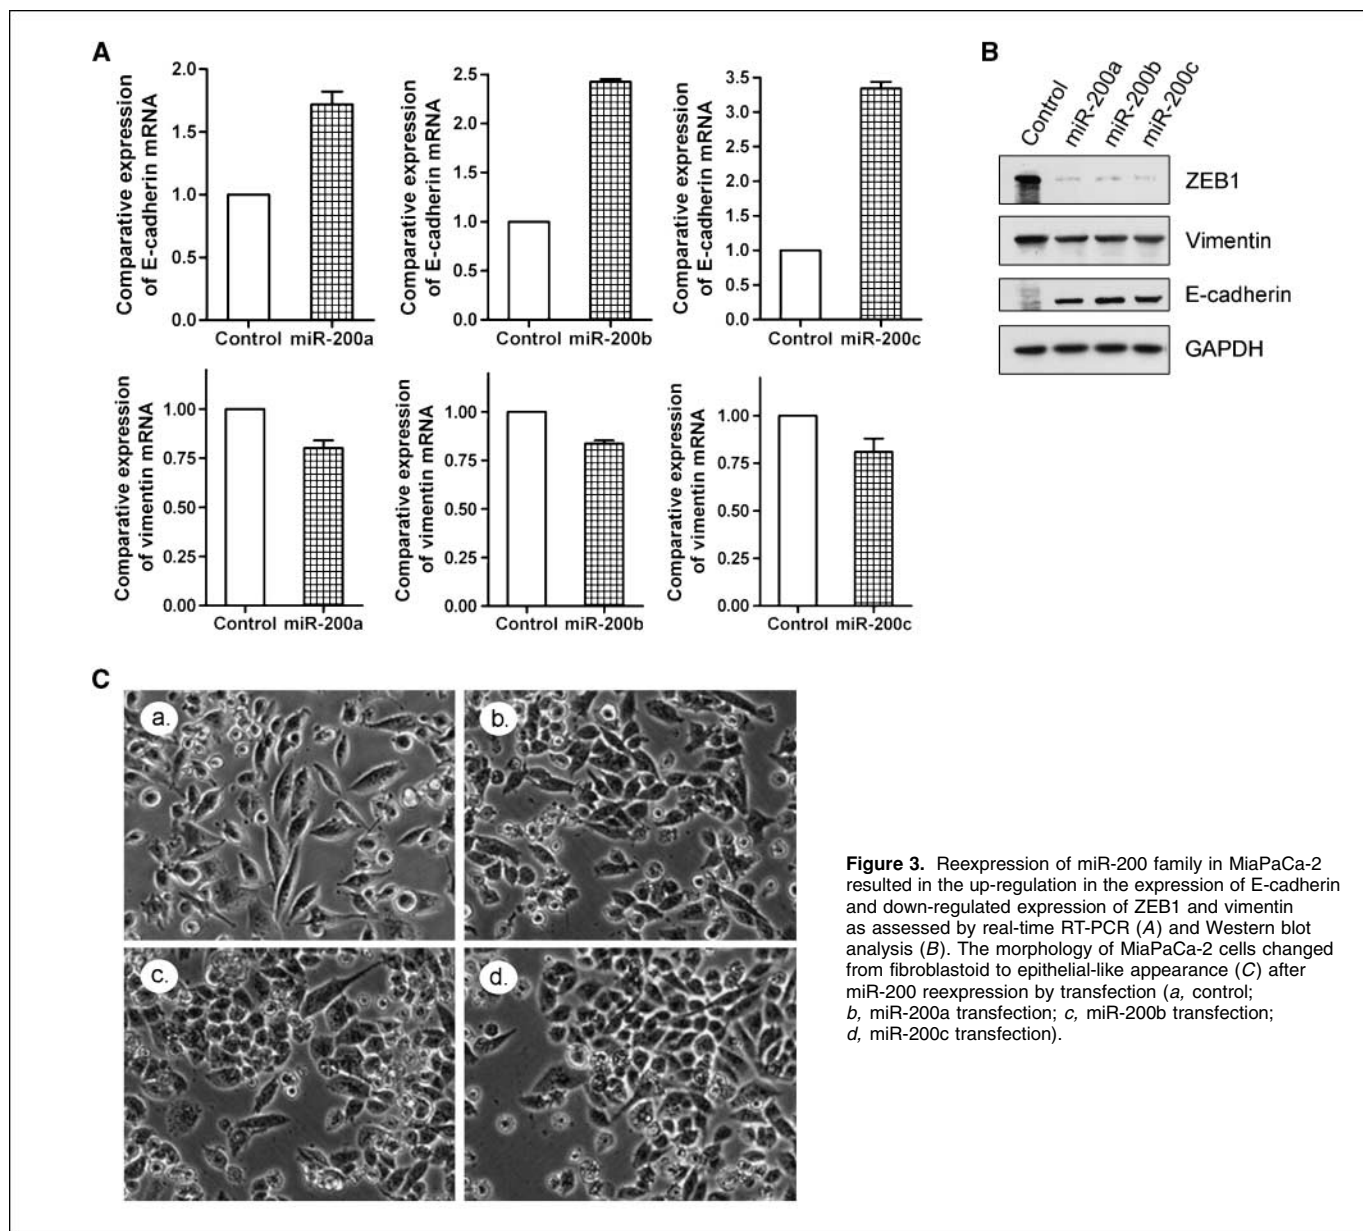 A
Comparative expression
of E-cadherin mRNA
2.0
1.5
1.0
0.5
0.0
Control miR-200a
Comparative expression
of E-cadherin mRNA
2.5
2.0
1.5
1.0
0.5
0.0
Control miR-200b
Comparative expression
of E-cadherin mRNA
3.5
3.0
2.5
2.0
1.5
1.0
0.5
0.0
Control miR-200c
Comparative expression
of vimentin mRNA
1.00
0.75
0.50
0.25
0.00
Control miR-200a
Comparative expression
of vimentin mRNA
1.00
0.75
0.50
0.25
0.00
Control miR-200b
Comparative expression
of vimentin mRNA
1.00
0.75
0.50
0.25
0.00
Control miR-200c
B
Control
miR-200a
miR-200b
miR-200c
ZEB1
Vimentin
E-cadherin
GAPDH
C
a.
b.
c.
d.
Figure 3. Reexpression of miR-200 family in MiaPaCa-2
resulted in the up-regulation in the expression of E-cadherin
and down-regulated expression of ZEB1 and vimentin
as assessed by real-time RT-PCR (A) and Western blot
analysis (B). The morphology of MiaPaCa-2 cells changed
from fibroblastoid to epithelial-like appearance (C) after
miR-200 reexpression by transfection (a, control;
b, miR-200a transfection; c, miR-200b transfection;
d, miR-200c transfection).